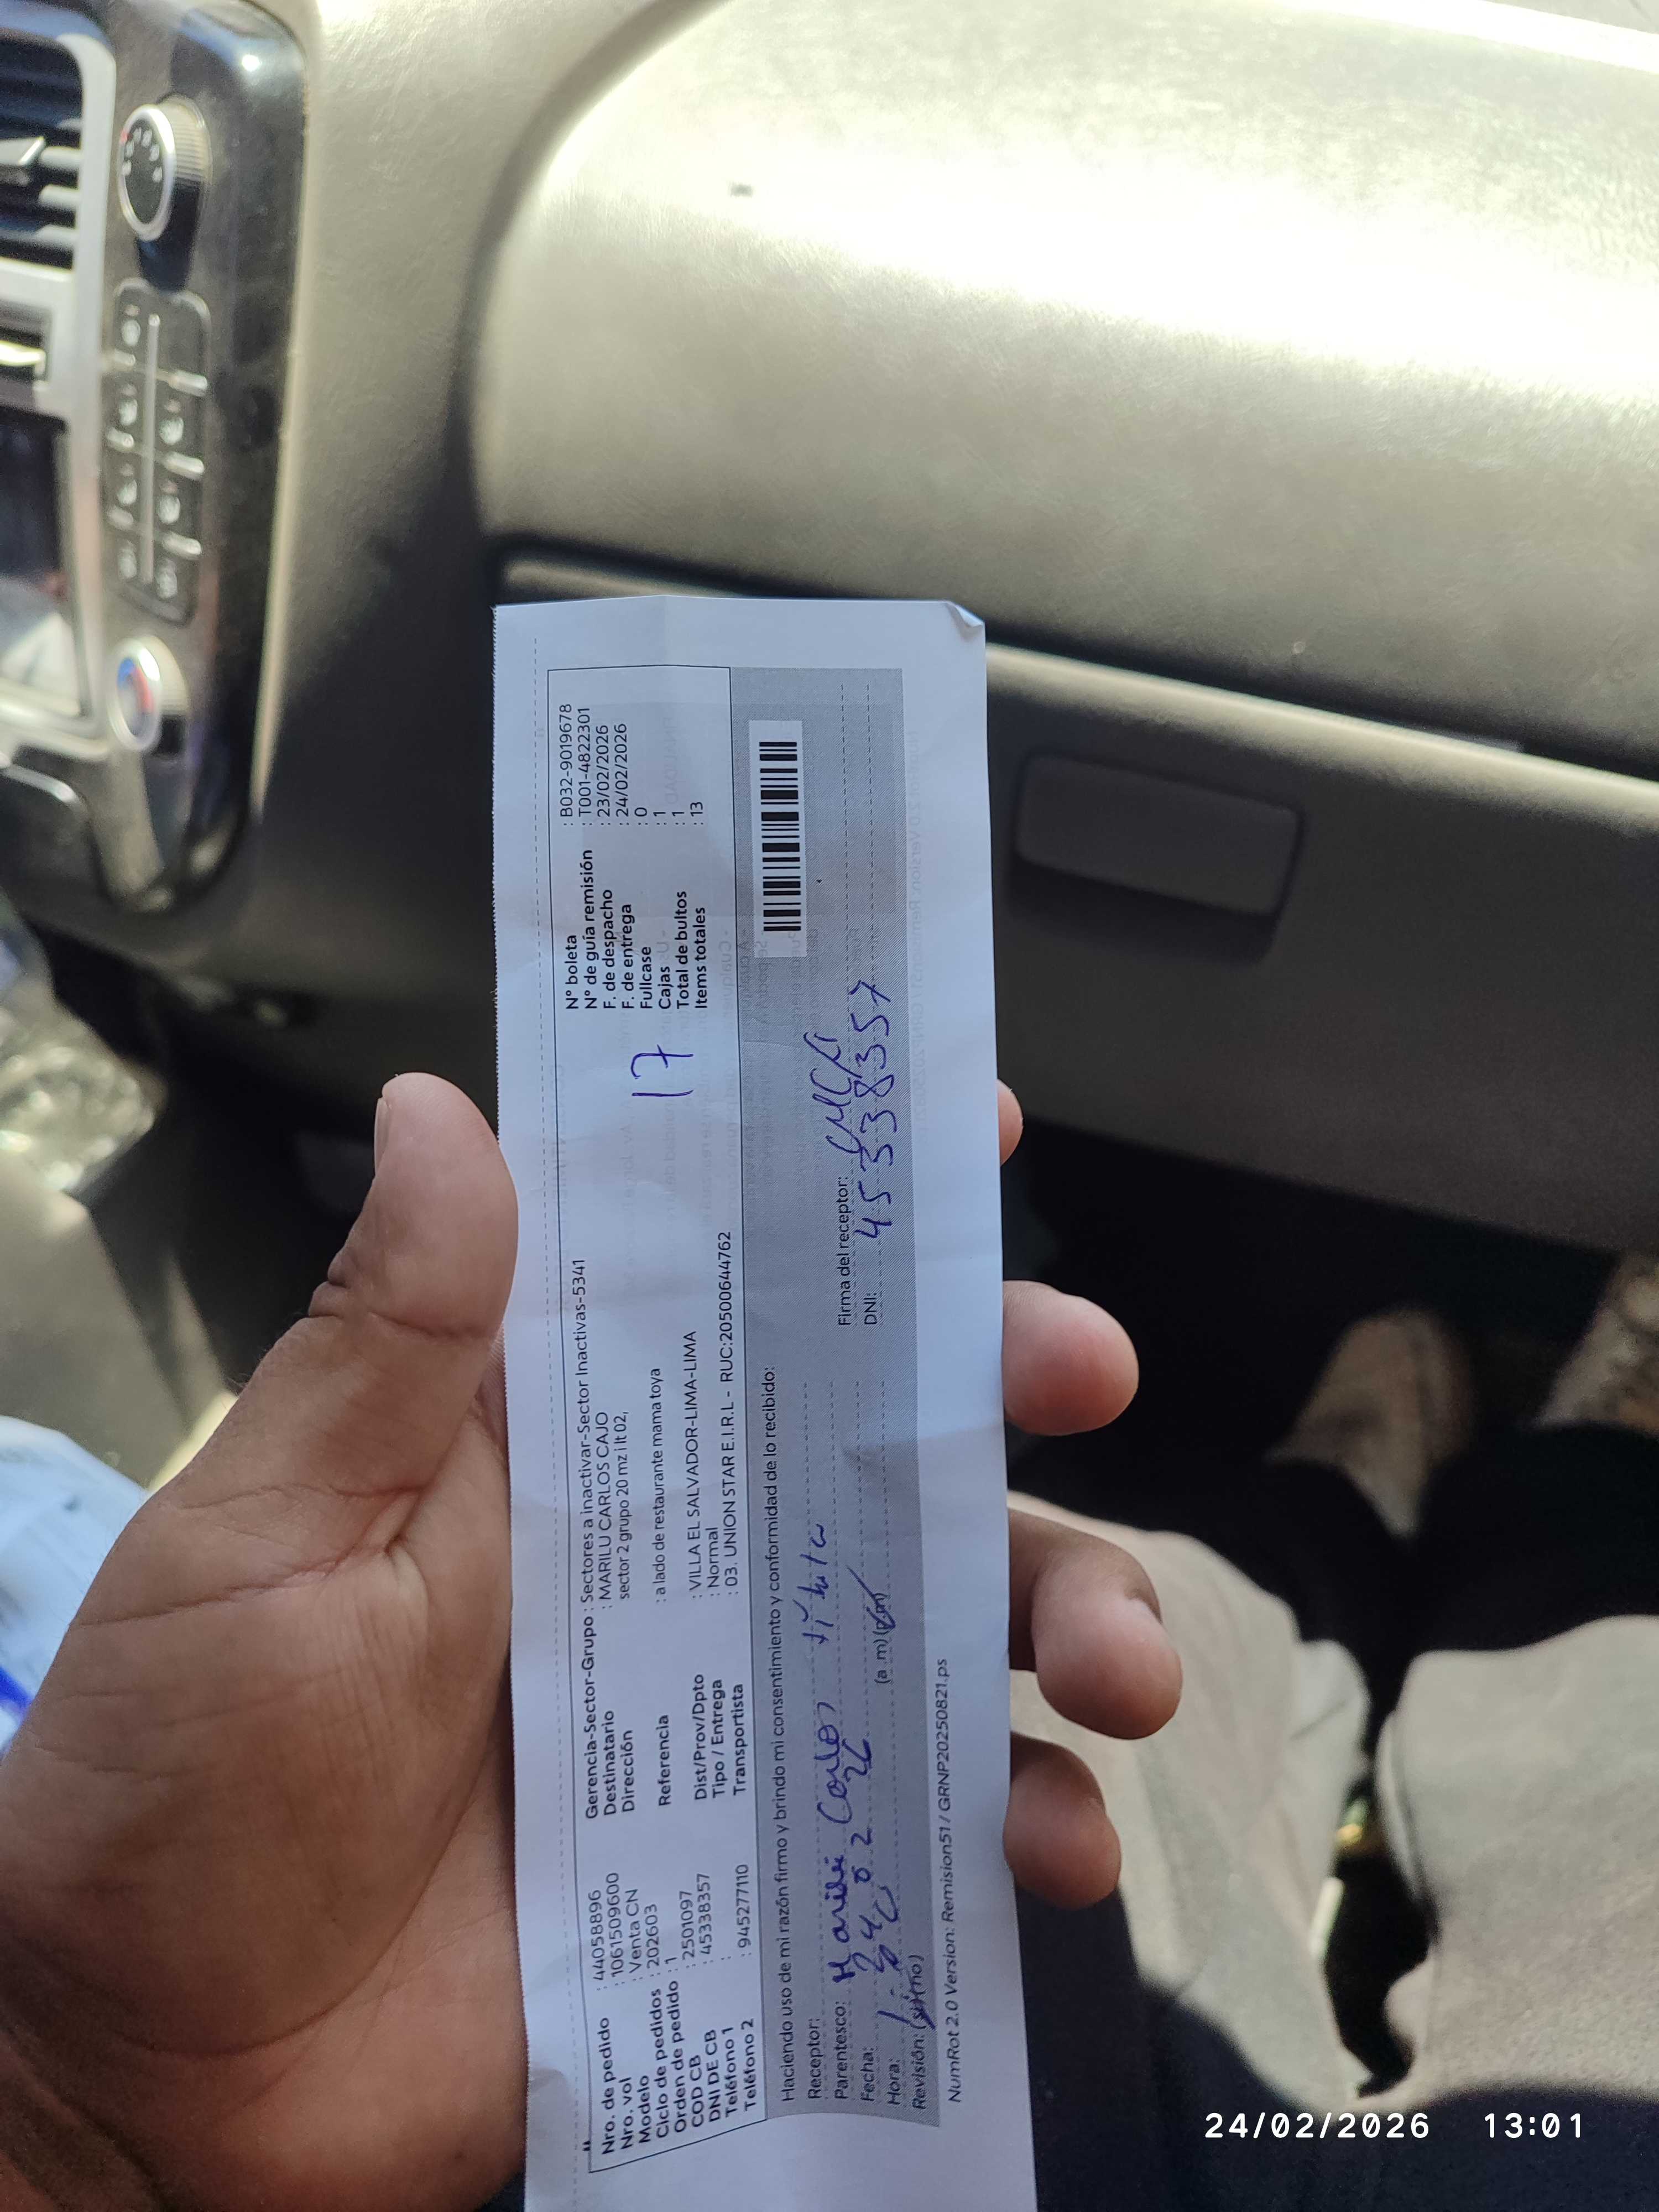 Nro. de pedido : 44058896
Nro. vol : 10615096​00
Modelo : Venta CN
Ciclo de pedidos : 202603
Orden de pedido : 1
COD CB : 2501097
DNI DE CB : 45338357
Teléfono 1 :
Teléfono 2 : 945277110
Gerencia-Sector-Grupo : Sectores a inactivar-Sector Inactivas-5341
Destinatario : MARILU CARLOS CAJO
Dirección sector 2 grupo 20 mz i lt 02,
Referencia : a lado de restaurante mama toya
Dist/Prov/Dpto : VILLA EL SALVADOR-LIMA-LIMA
Tipo / Entrega : Normal
Transportista : 03. UNION STAR E.I.R.L - RUC:20500644762
17
N° boleta : B032-9019678
N° de guía remisión : T001-4822301
F. de despacho : 23/02/2026
F. de entrega : 24/02/2026
Fullcase : 0
Cajas : 1
Total de bultos : 1
Items totales : 13
Haciendo uso de mi razón firmo y brindo mi consentimiento y conformidad de lo recibido:
Receptor: Carlos titular
Parentesco:
Fecha: 24 02 26
Hora: (a .m) (p.m)
Revisión: (si) (no)
Firma del receptor:
DNI: 45338357
NumRot 2.0 Version: Remision51 / GRNP20250821.ps
24/02/2026 13:01